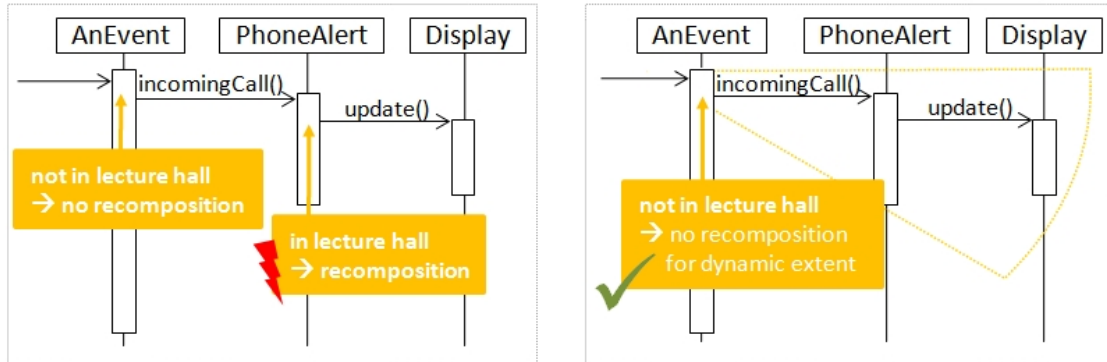 AnEvent PhoneAlert Display
incomingCall()
update()
not in lecture hall
→ no recomposition
in lecture hall
→ recomposition
AnEvent PhoneAlert Display
incomingCall()
update()
not in lecture hall
→ no recomposition
for dynamic extent